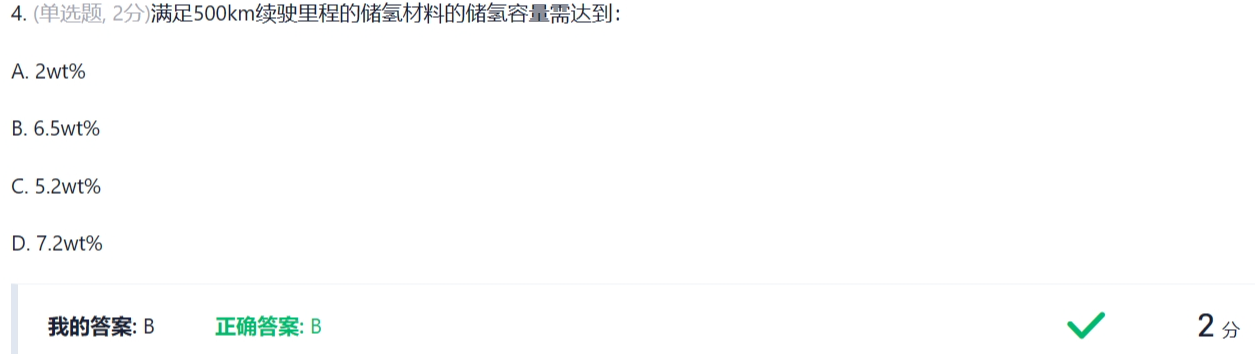 4. (单选题, 2分)满足500km续驶里程的储氢材料的储氢容量需达到：
A. 2wt%
B. 6.5wt%
C. 5.2wt%
D. 7.2wt%
我的答案: B 正确答案: B 2 分